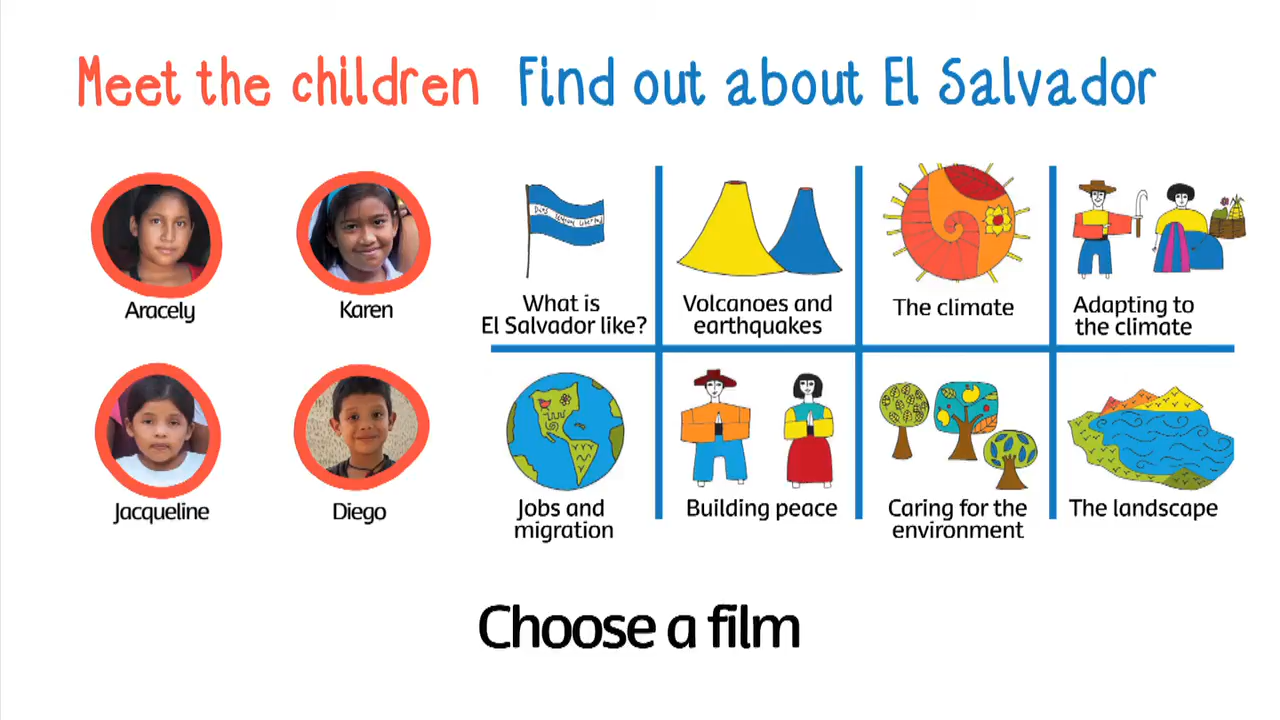 Meet the children
Find out about El Salvador
Aracely
Karen
Jacqueline
Diego
What is
El Salvador like?
Volcanoes and
earthquakes
The climate
Adapting to
the climate
Jobs and
migration
Building peace
Caring for the
environment
The landscape
Choose a film